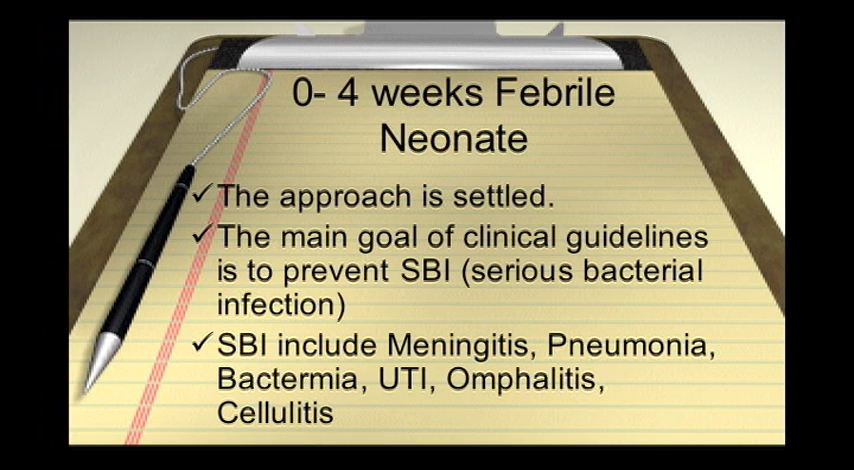 0- 4 weeks Febrile
Neonate
✓The approach is settled.
✓The main goal of clinical guidelines
is to prevent SBI (serious bacterial
infection)
✓SBI include Meningitis, Pneumonia,
Bactermia, UTI, Omphalitis,
Cellulitis